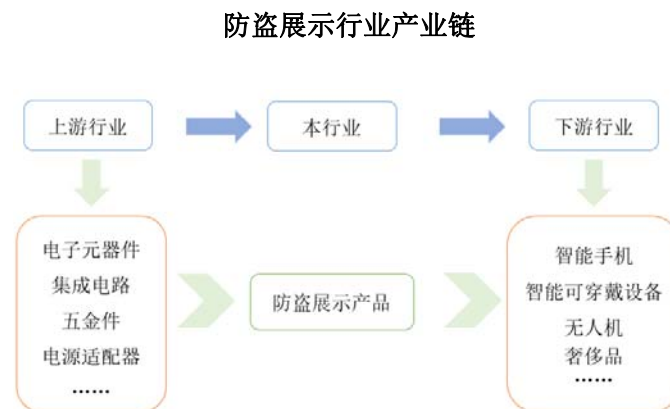 防盗展示行业产业链
上游行业
本行业
下游行业
电子元器件
集成电路
五金件
电源适配器
……
防盗展示产品
智能手机
智能可穿戴设备
无人机
奢侈品
……